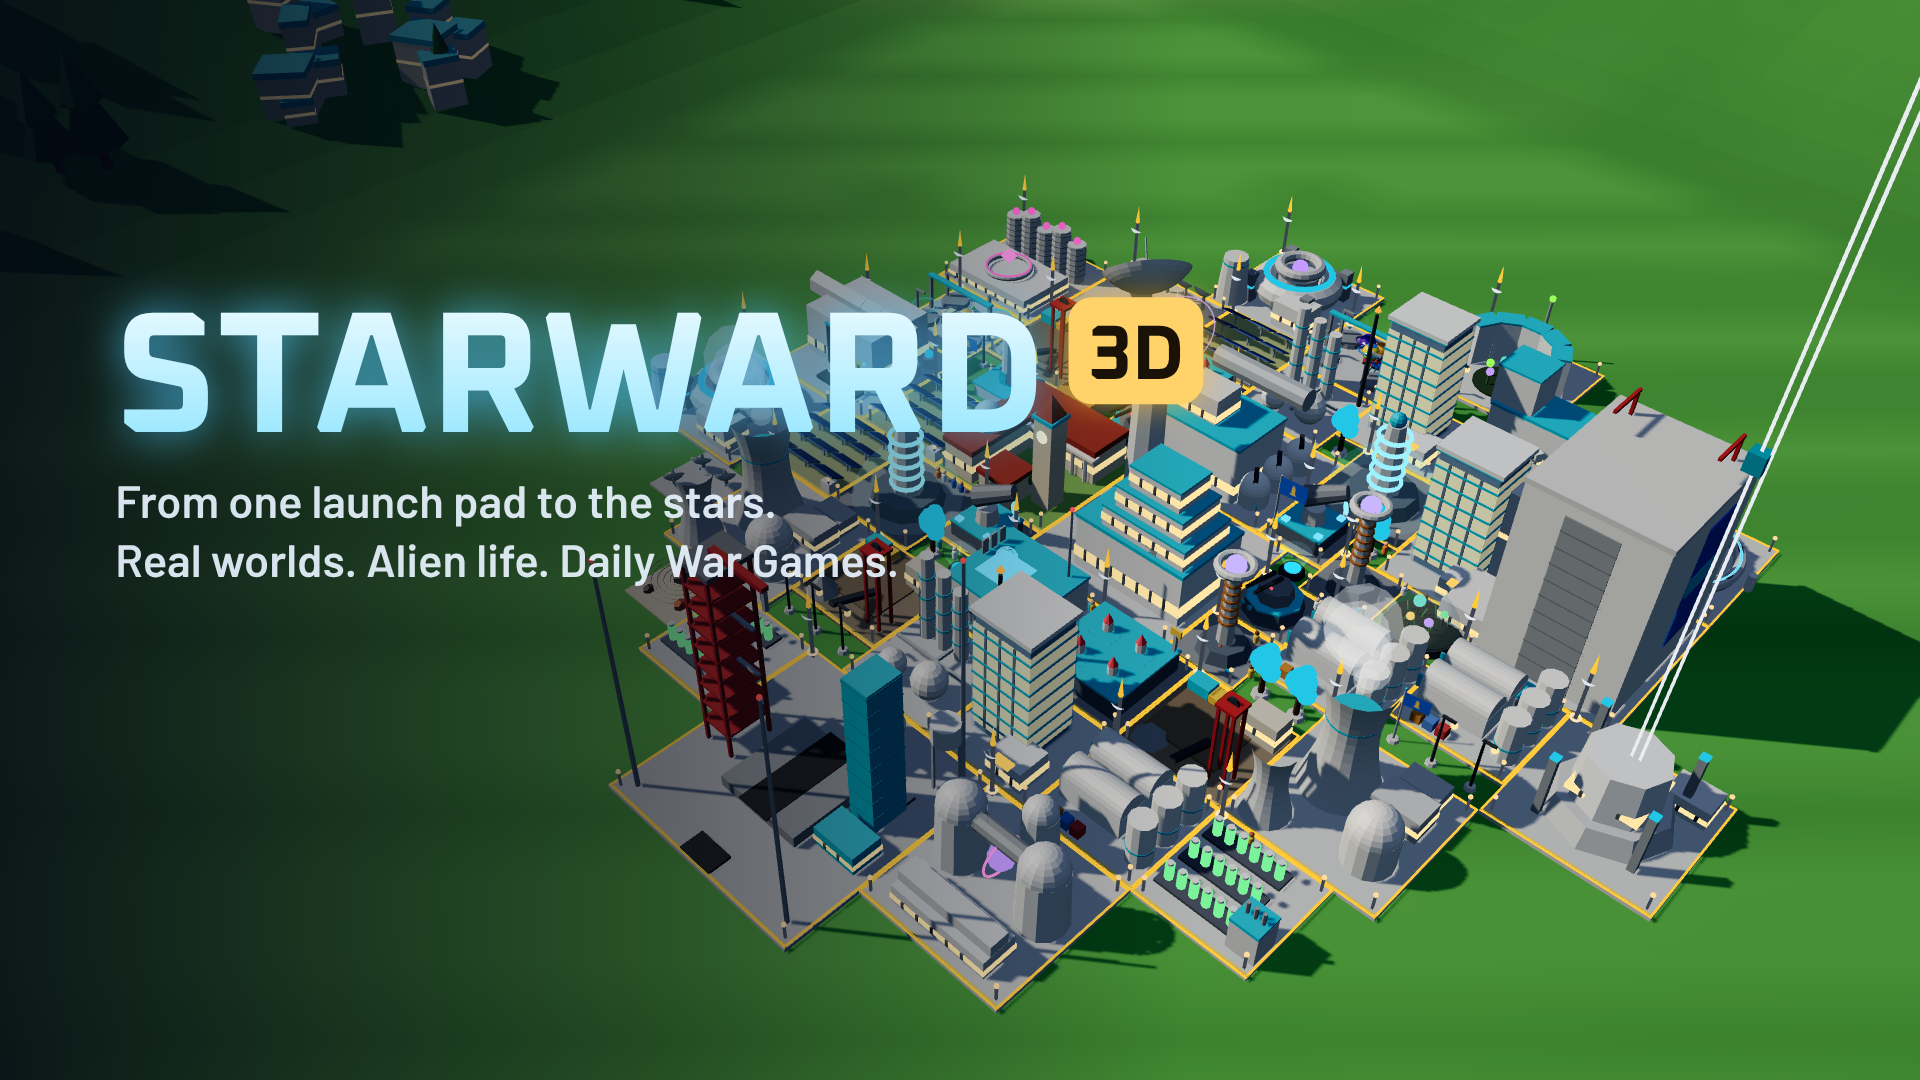 STARWARD 3D
From one launch pad to the stars.
Real worlds. Alien life. Daily War Games.